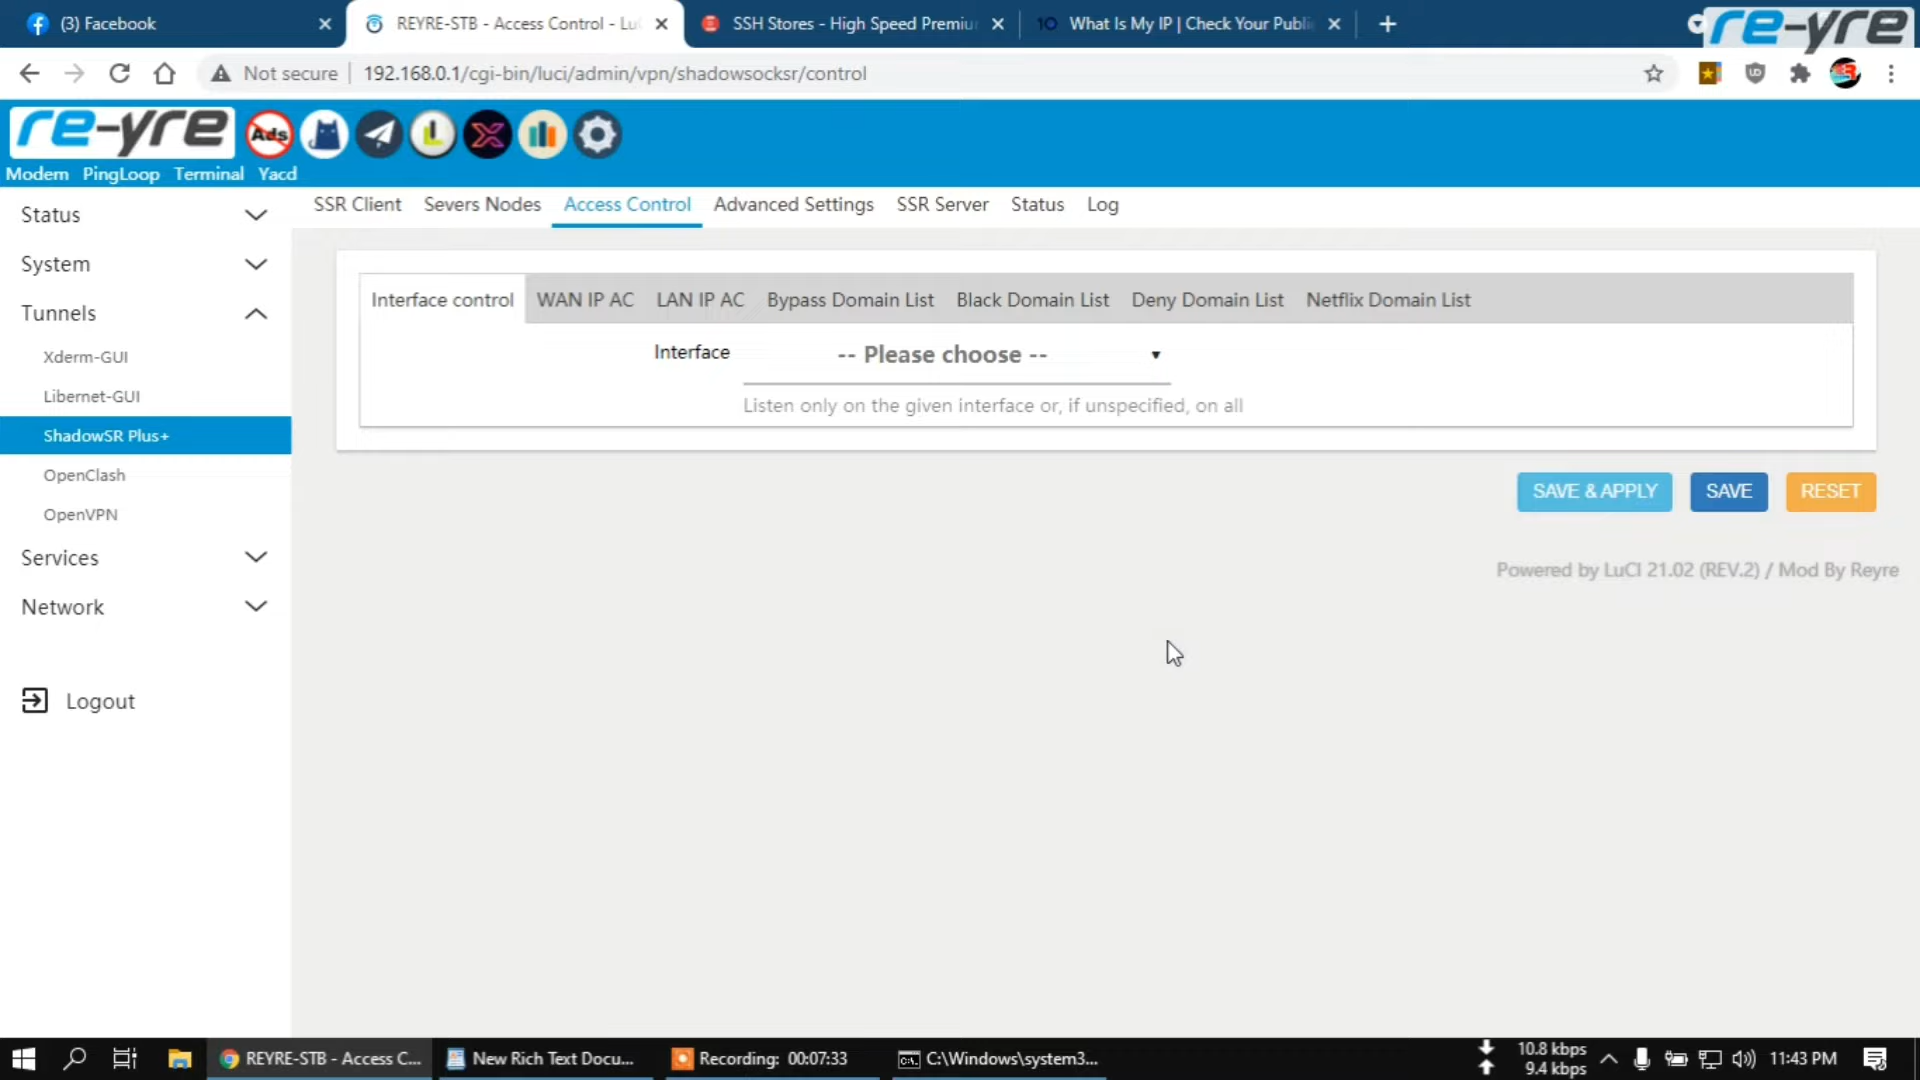 (3) Facebook
REYRE-STB - Access Control - Lu
SSH Stores - High Speed Premiu
What Is My IP | Check Your Publi
re-yre
Not secure
192.168.0.1/cgi-bin/luci/admin/vpn/shadowsocksr/control
re-yre
Ads
Modem PingLoop Terminal Yacd
Status
System
Tunnels
Xderm-GUI
Libernet-GUI
ShadowSR Plus+
OpenClash
OpenVPN
Services
Network
Logout
SSR Client Severs Nodes Access Control Advanced Settings SSR Server Status Log
Interface control WAN IP AC LAN IP AC Bypass Domain List Black Domain List Deny Domain List Netflix Domain List
Interface
-- Please choose --
Listen only on the given interface or, if unspecified, on all
SAVE & APPLY SAVE RESET
Powered by LuCI 21.02 (REV.2) / Mod By Reyre
REYRE-STB - Access C...
New Rich Text Docu...
Recording: 00:07:33
C:\Windows\system3...
10.8 kbps
9.4 kbps
11:43 PM